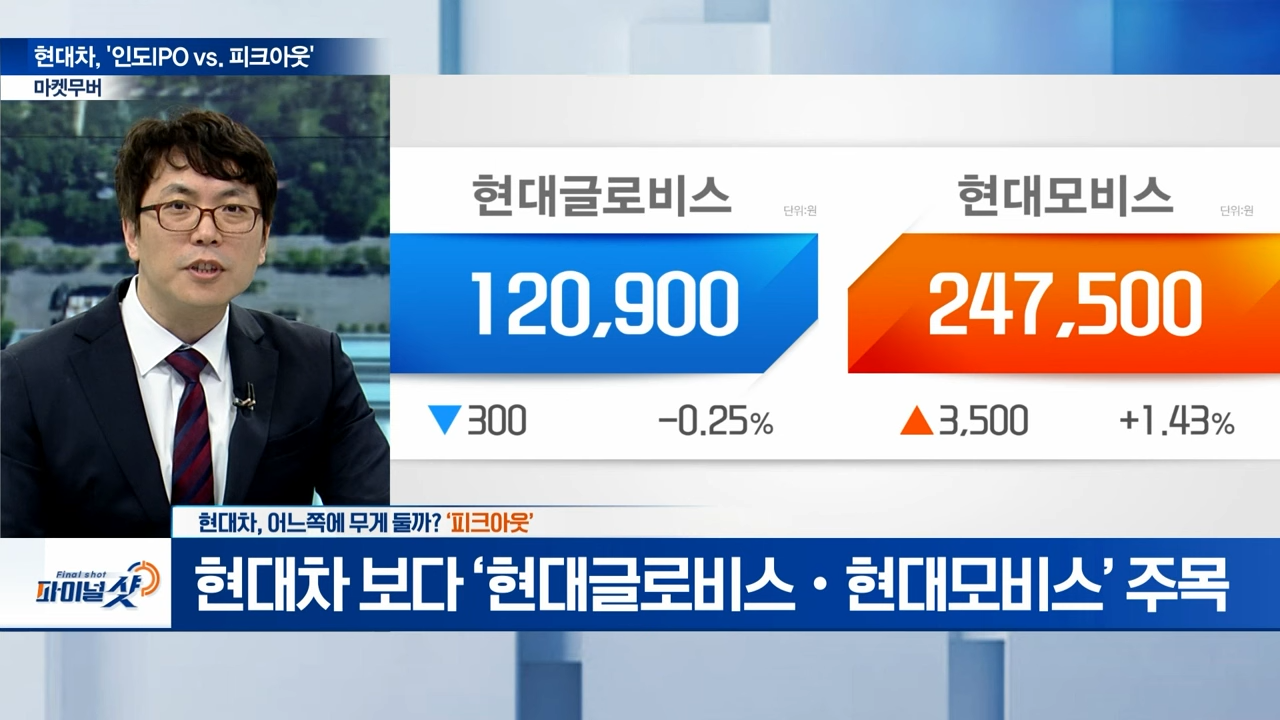 현대차, '인도IPO vs. 피크아웃'
마켓무버
현대글로비스 단위:원
120,900
▼300 -0.25%
현대모비스 단위:원
247,500
▲3,500 +1.43%
현대차, 어느쪽에 무게 둘까? '피크아웃'
Final shot
파이널샷
현대차 보다 '현대글로비스·현대모비스' 주목